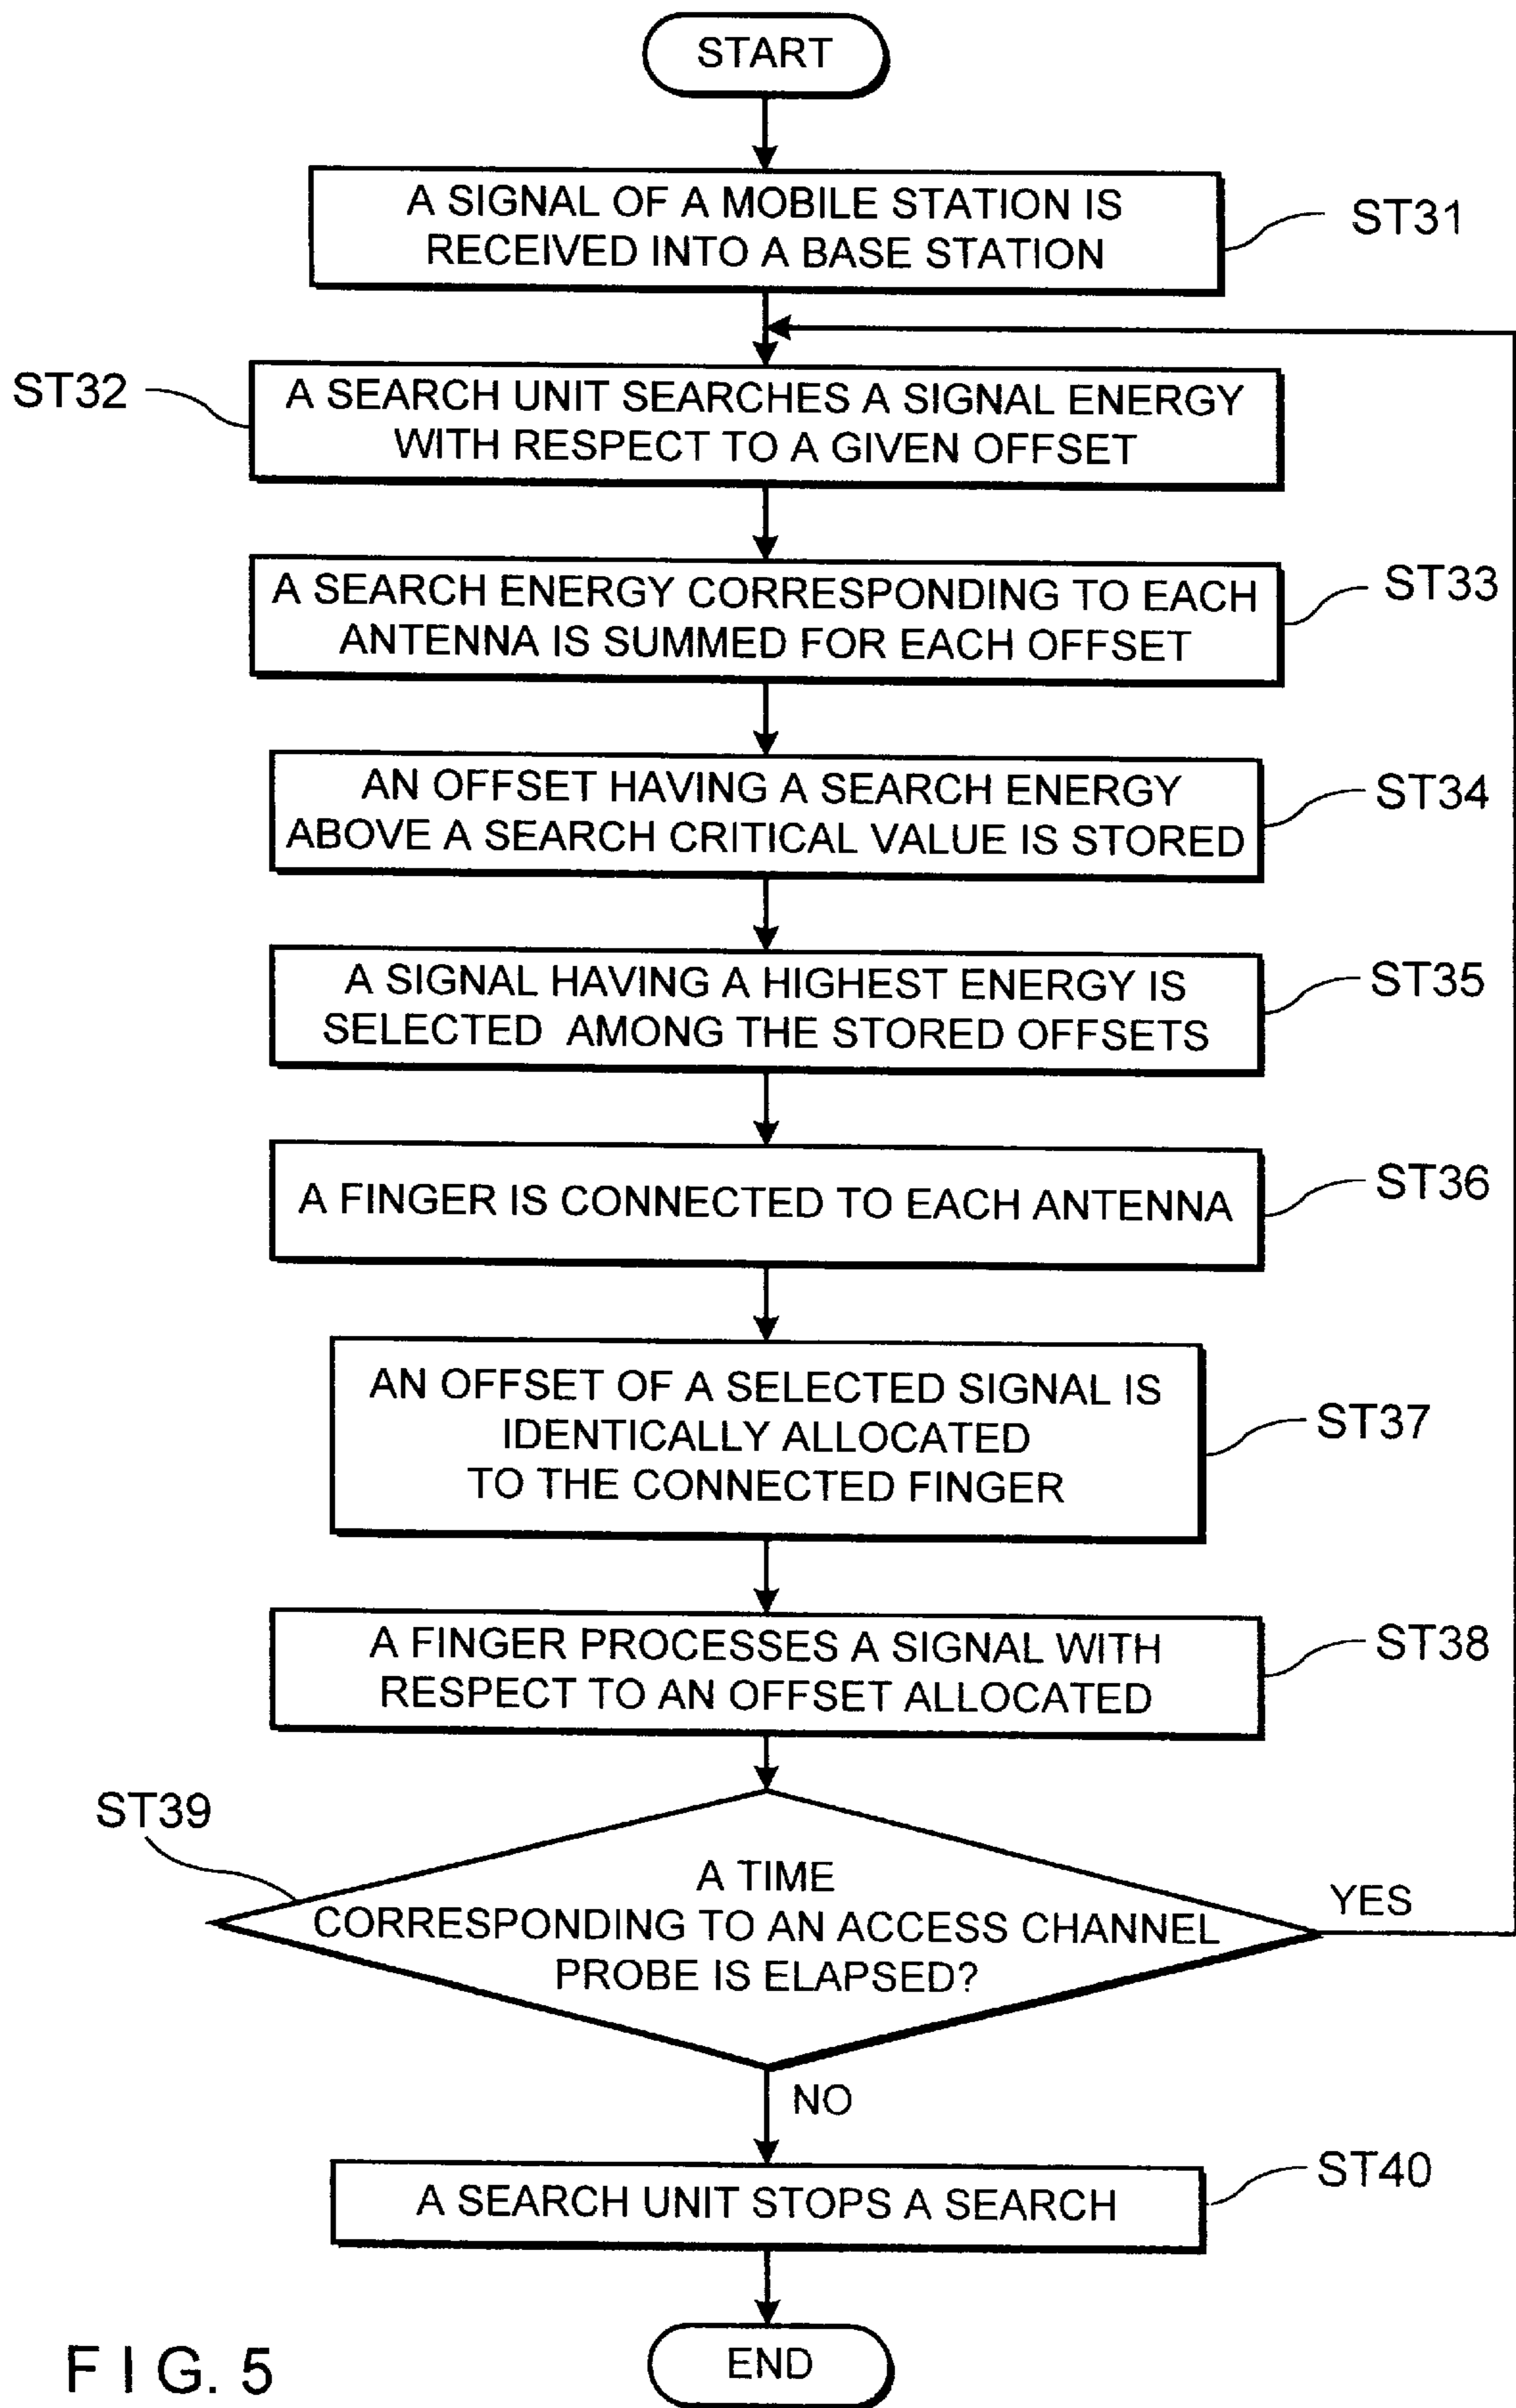 START
A SIGNAL OF A MOBILE STATION IS
RECEIVED INTO A BASE STATION
ST31
ST32
A SEARCH UNIT SEARCHES A SIGNAL ENERGY
WITH RESPECT TO A GIVEN OFFSET
A SEARCH ENERGY CORRESPONDING TO EACH
ANTENNA IS SUMMED FOR EACH OFFSET
ST33
AN OFFSET HAVING A SEARCH ENERGY
ABOVE A SEARCH CRITICAL VALUE IS STORED
ST34
A SIGNAL HAVING A HIGHEST ENERGY IS
SELECTED AMONG THE STORED OFFSETS
ST35
A FINGER IS CONNECTED TO EACH ANTENNA
ST36
AN OFFSET OF A SELECTED SIGNAL IS
IDENTICALLY ALLOCATED
TO THE CONNECTED FINGER
ST37
A FINGER PROCESSES A SIGNAL WITH
RESPECT TO AN OFFSET ALLOCATED
ST38
ST39
A TIME
CORRESPONDING TO AN ACCESS CHANNEL
PROBE IS ELAPSED?
YES
NO
A SEARCH UNIT STOPS A SEARCH
ST40
END
FIG. 5